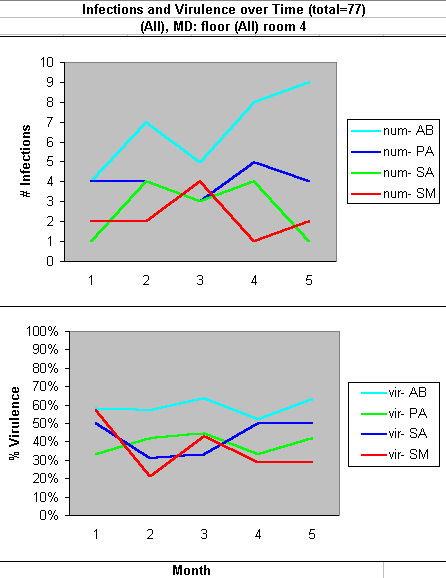 Infections and Virulence over Time (total=77)
(All), MD: floor (All) room 4
10
9
8
7
6
5
4
3
2
1
0
# Infections
1 2 3 4 5
num- AB
num- PA
num- SA
num- SM
100%
90%
80%
70%
60%
50%
40%
30%
20%
10%
0%
% Virulence
1 2 3 4 5
vir- AB
vir- PA
vir- SA
vir- SM
Month